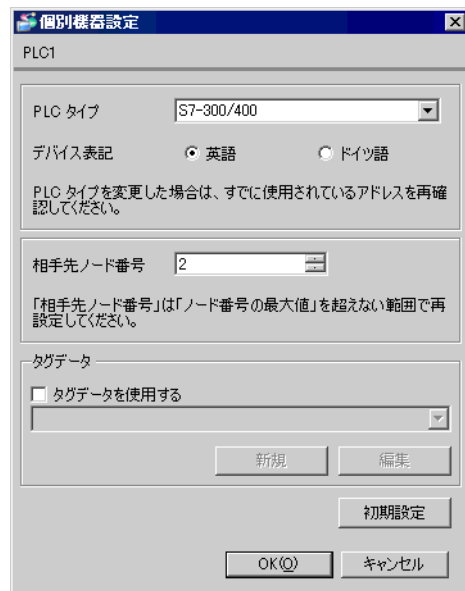 個別機器設定
PLC1
PLC タイプ S7-300/400
デバイス表記 英語 ドイツ語
PLC タイプを変更した場合は、すでに使用されているアドレスを再確
認してください。
相手先ノード番号 2
「相手先ノード番号」は「ノード番号の最大値」を超えない範囲で再
設定してください。
タグデータ
タグデータを使用する
新規 編集
初期設定
OK(O) キャンセル